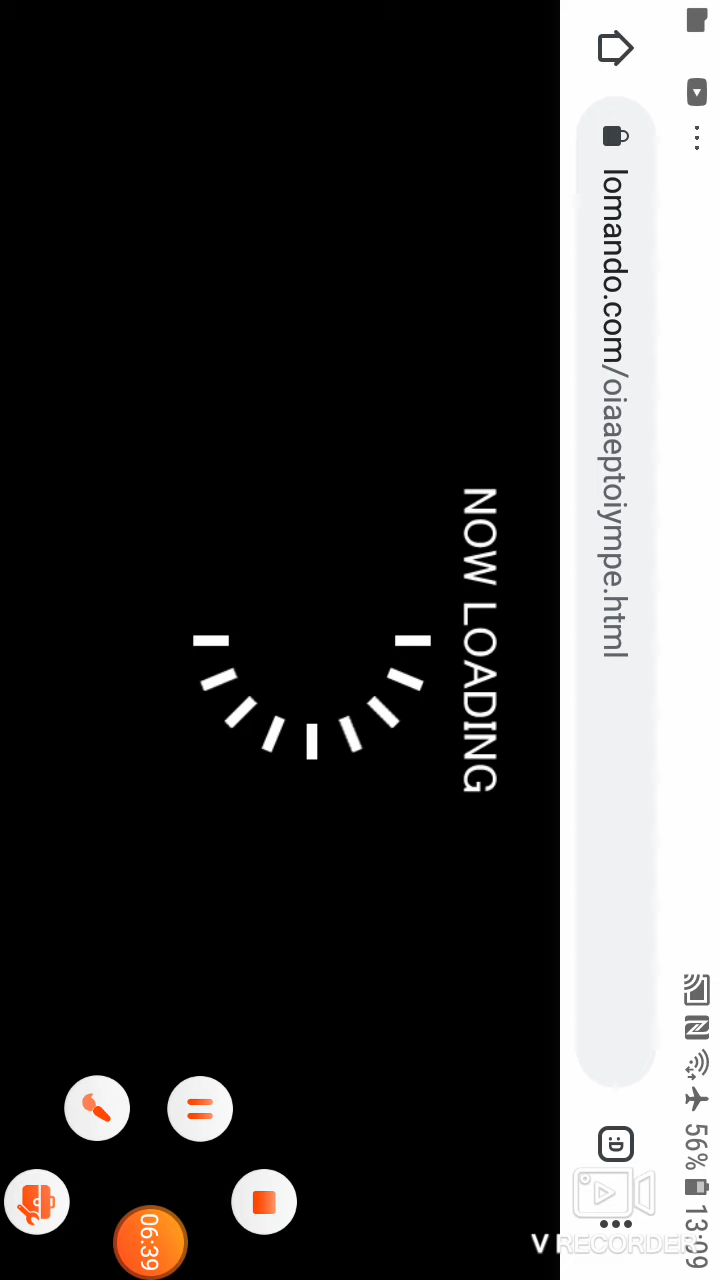 56% 13:09
lomando.com/oiaaeptoiympe.html
:D
NOW LOADING
V RECORDER
06:39